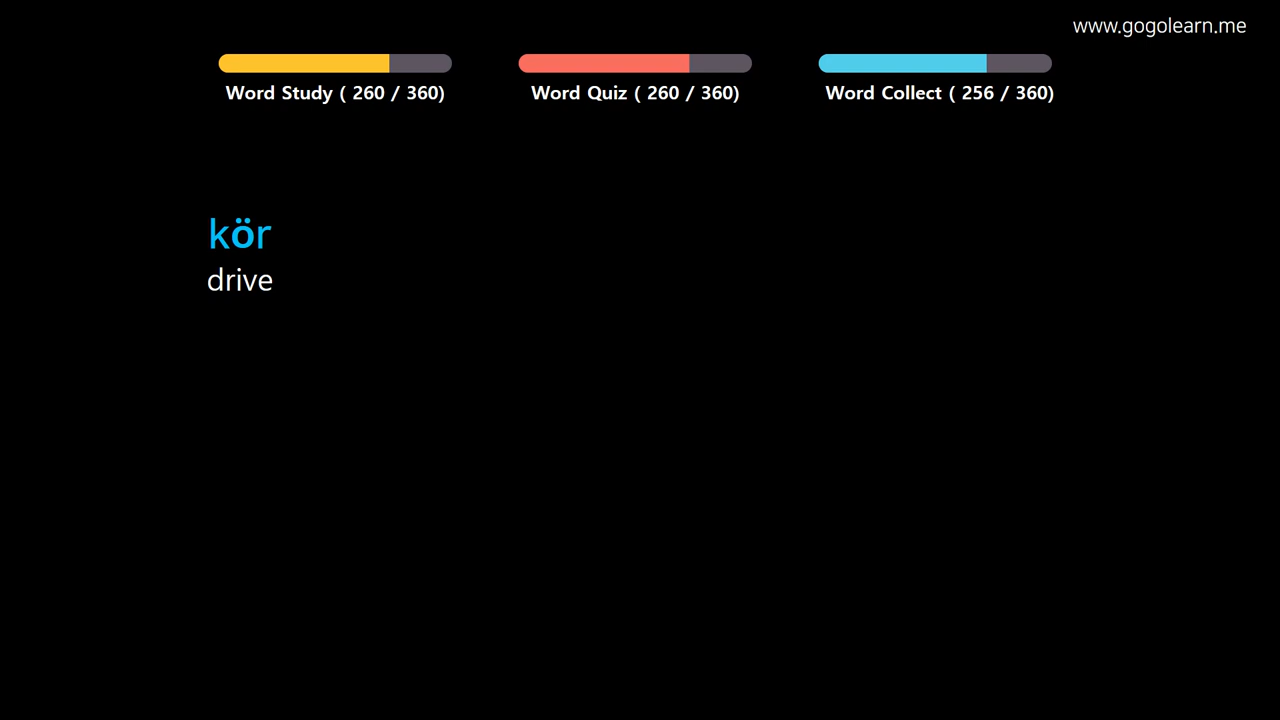 www.gogolearn.me
Word Study ( 260 / 360)
Word Quiz ( 260 / 360)
Word Collect ( 256 / 360)
kör
drive